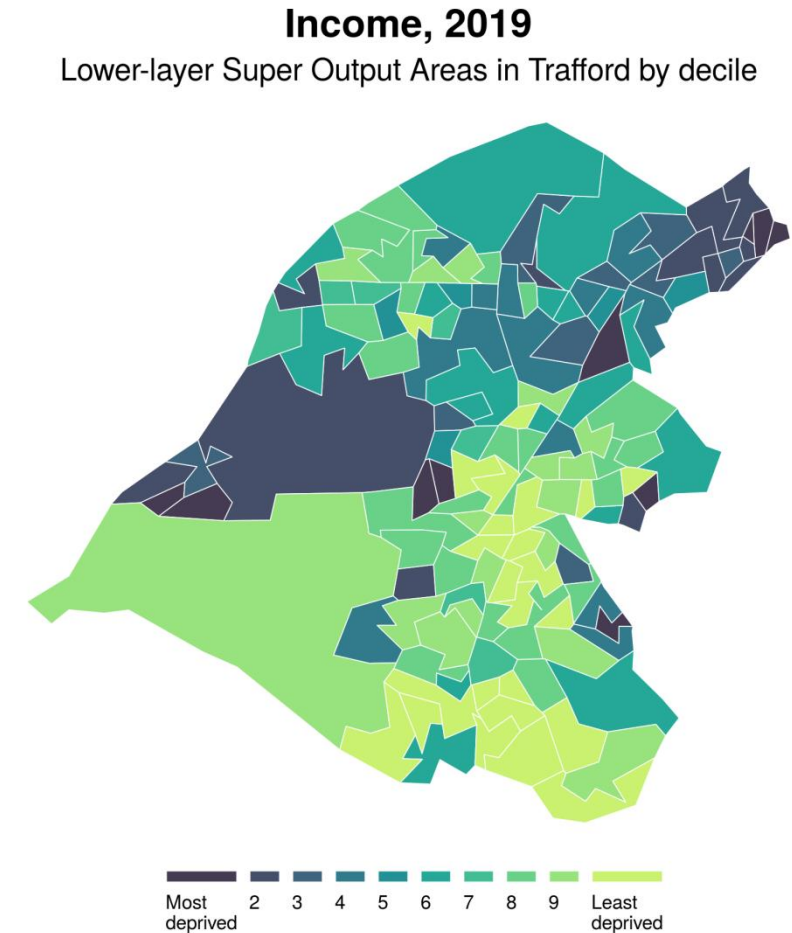 Income, 2019
Lower-layer Super Output Areas in Trafford by decile
Most deprived
2
3
4
5
6
7
8
9
Least deprived